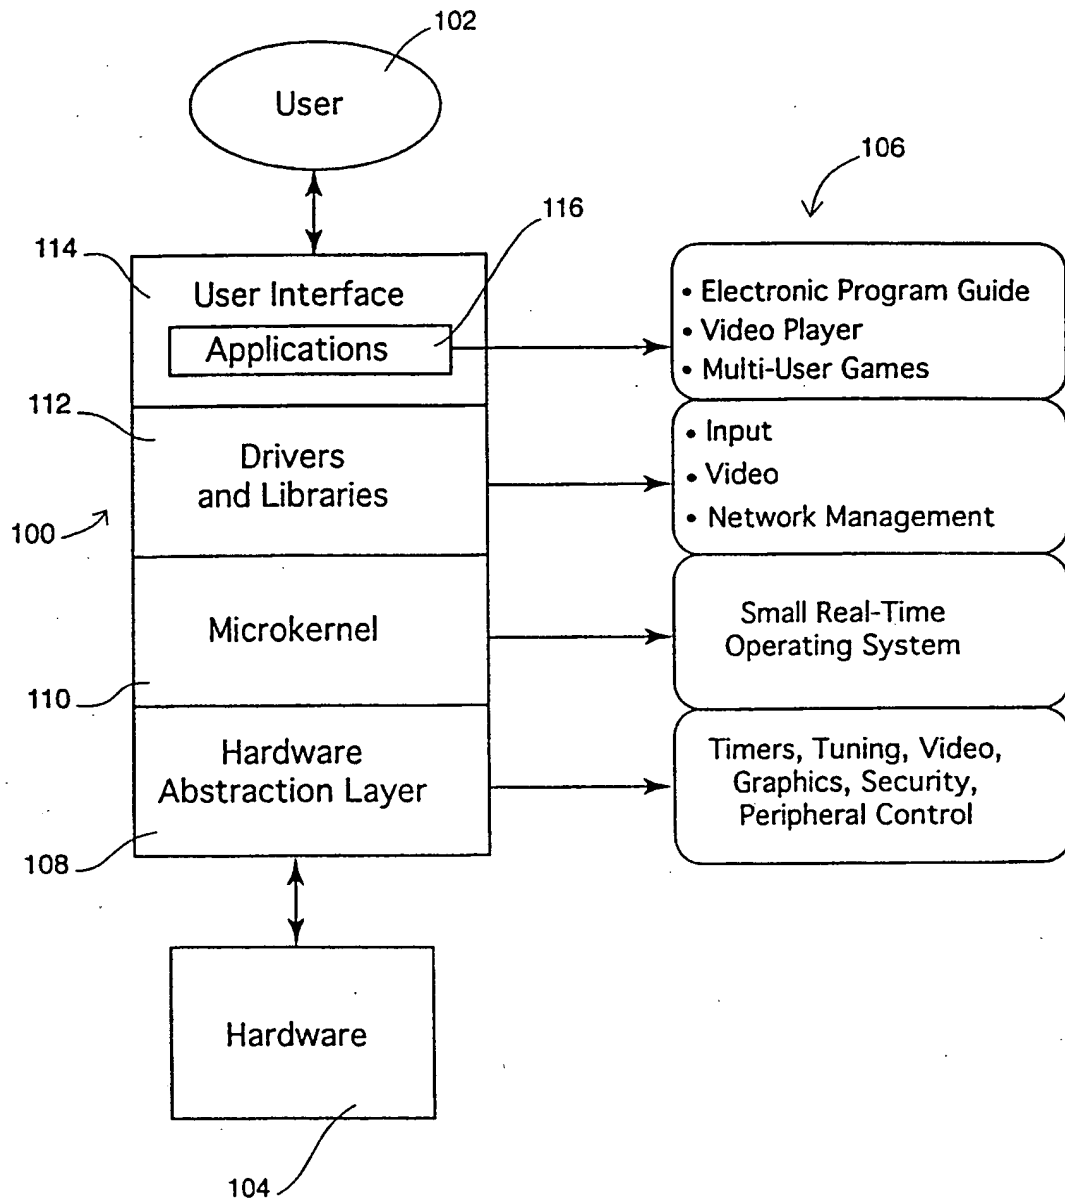 102
User
106
116
114
User Interface
Applications
• Electronic Program Guide
• Video Player
• Multi-User Games
112
Drivers
and Libraries
• Input
• Video
• Network Management
100
Microkernel
Small Real-Time
Operating System
110
Hardware
Abstraction Layer
Timers, Tuning, Video,
Graphics, Security,
Peripheral Control
108
Hardware
104